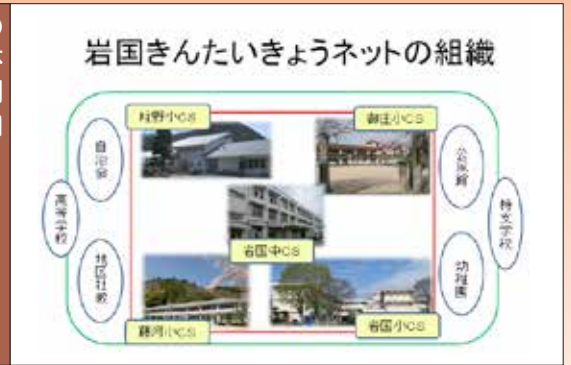 岩国きんたいきょうネットの組織
杭野小CS
御庄小CS
自治会
公民館
高等学校
特支学校
岩国中CS
地区社教
幼稚園
藤河小CS
岩国小CS